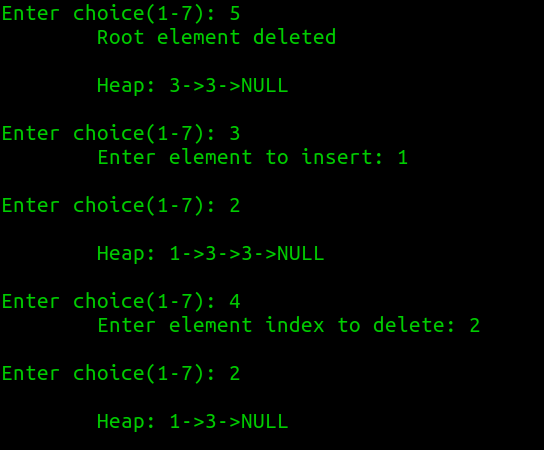 Enter choice(1-7): 5
Root element deleted
Heap: 3->3->NULL
Enter choice(1-7): 3
Enter element to insert: 1
Enter choice(1-7): 2
Heap: 1->3->3->NULL
Enter choice(1-7): 4
Enter element index to delete: 2
Enter choice(1-7): 2
Heap: 1->3->NULL